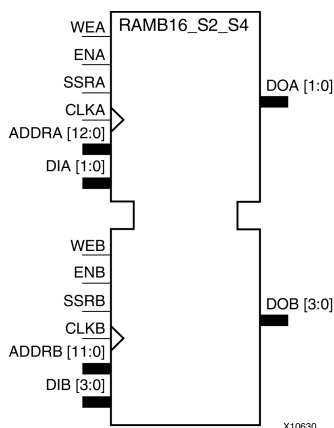 RAMB16_S2_S4
WEA
ENA
SSRA
CLKA
ADDRA [12:0]
DIA [1:0]
DOA [1:0]
WEB
ENB
SSRB
CLKB
ADDRB [11:0]
DIB [3:0]
DOB [3:0]
X10630